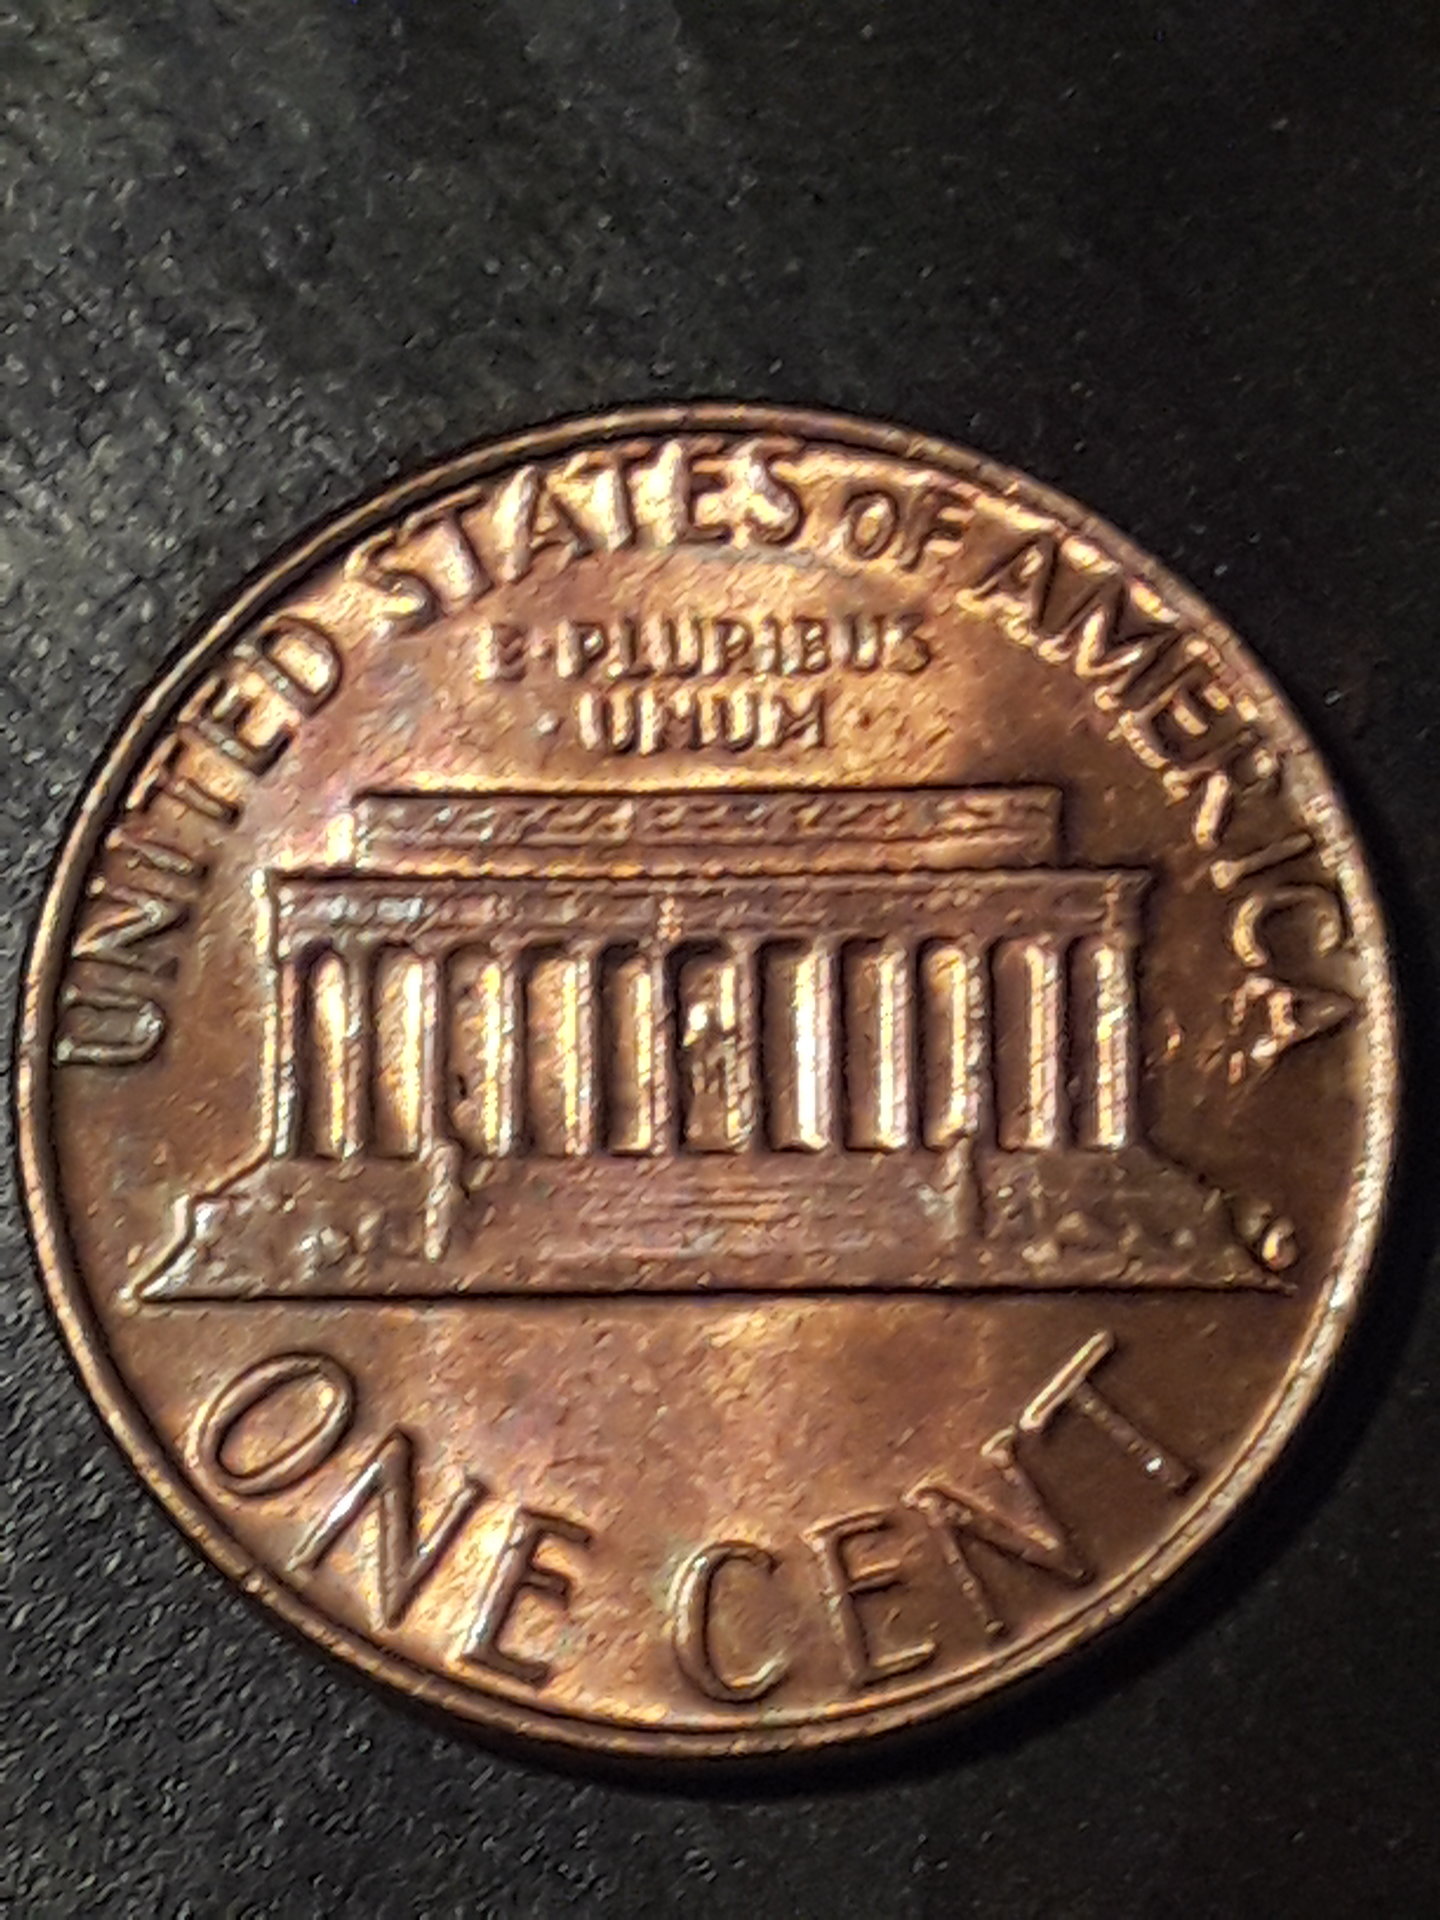 UNITED STATES OF AMERICA
E·PLURIBUS
·UNUM·
ONE CENT